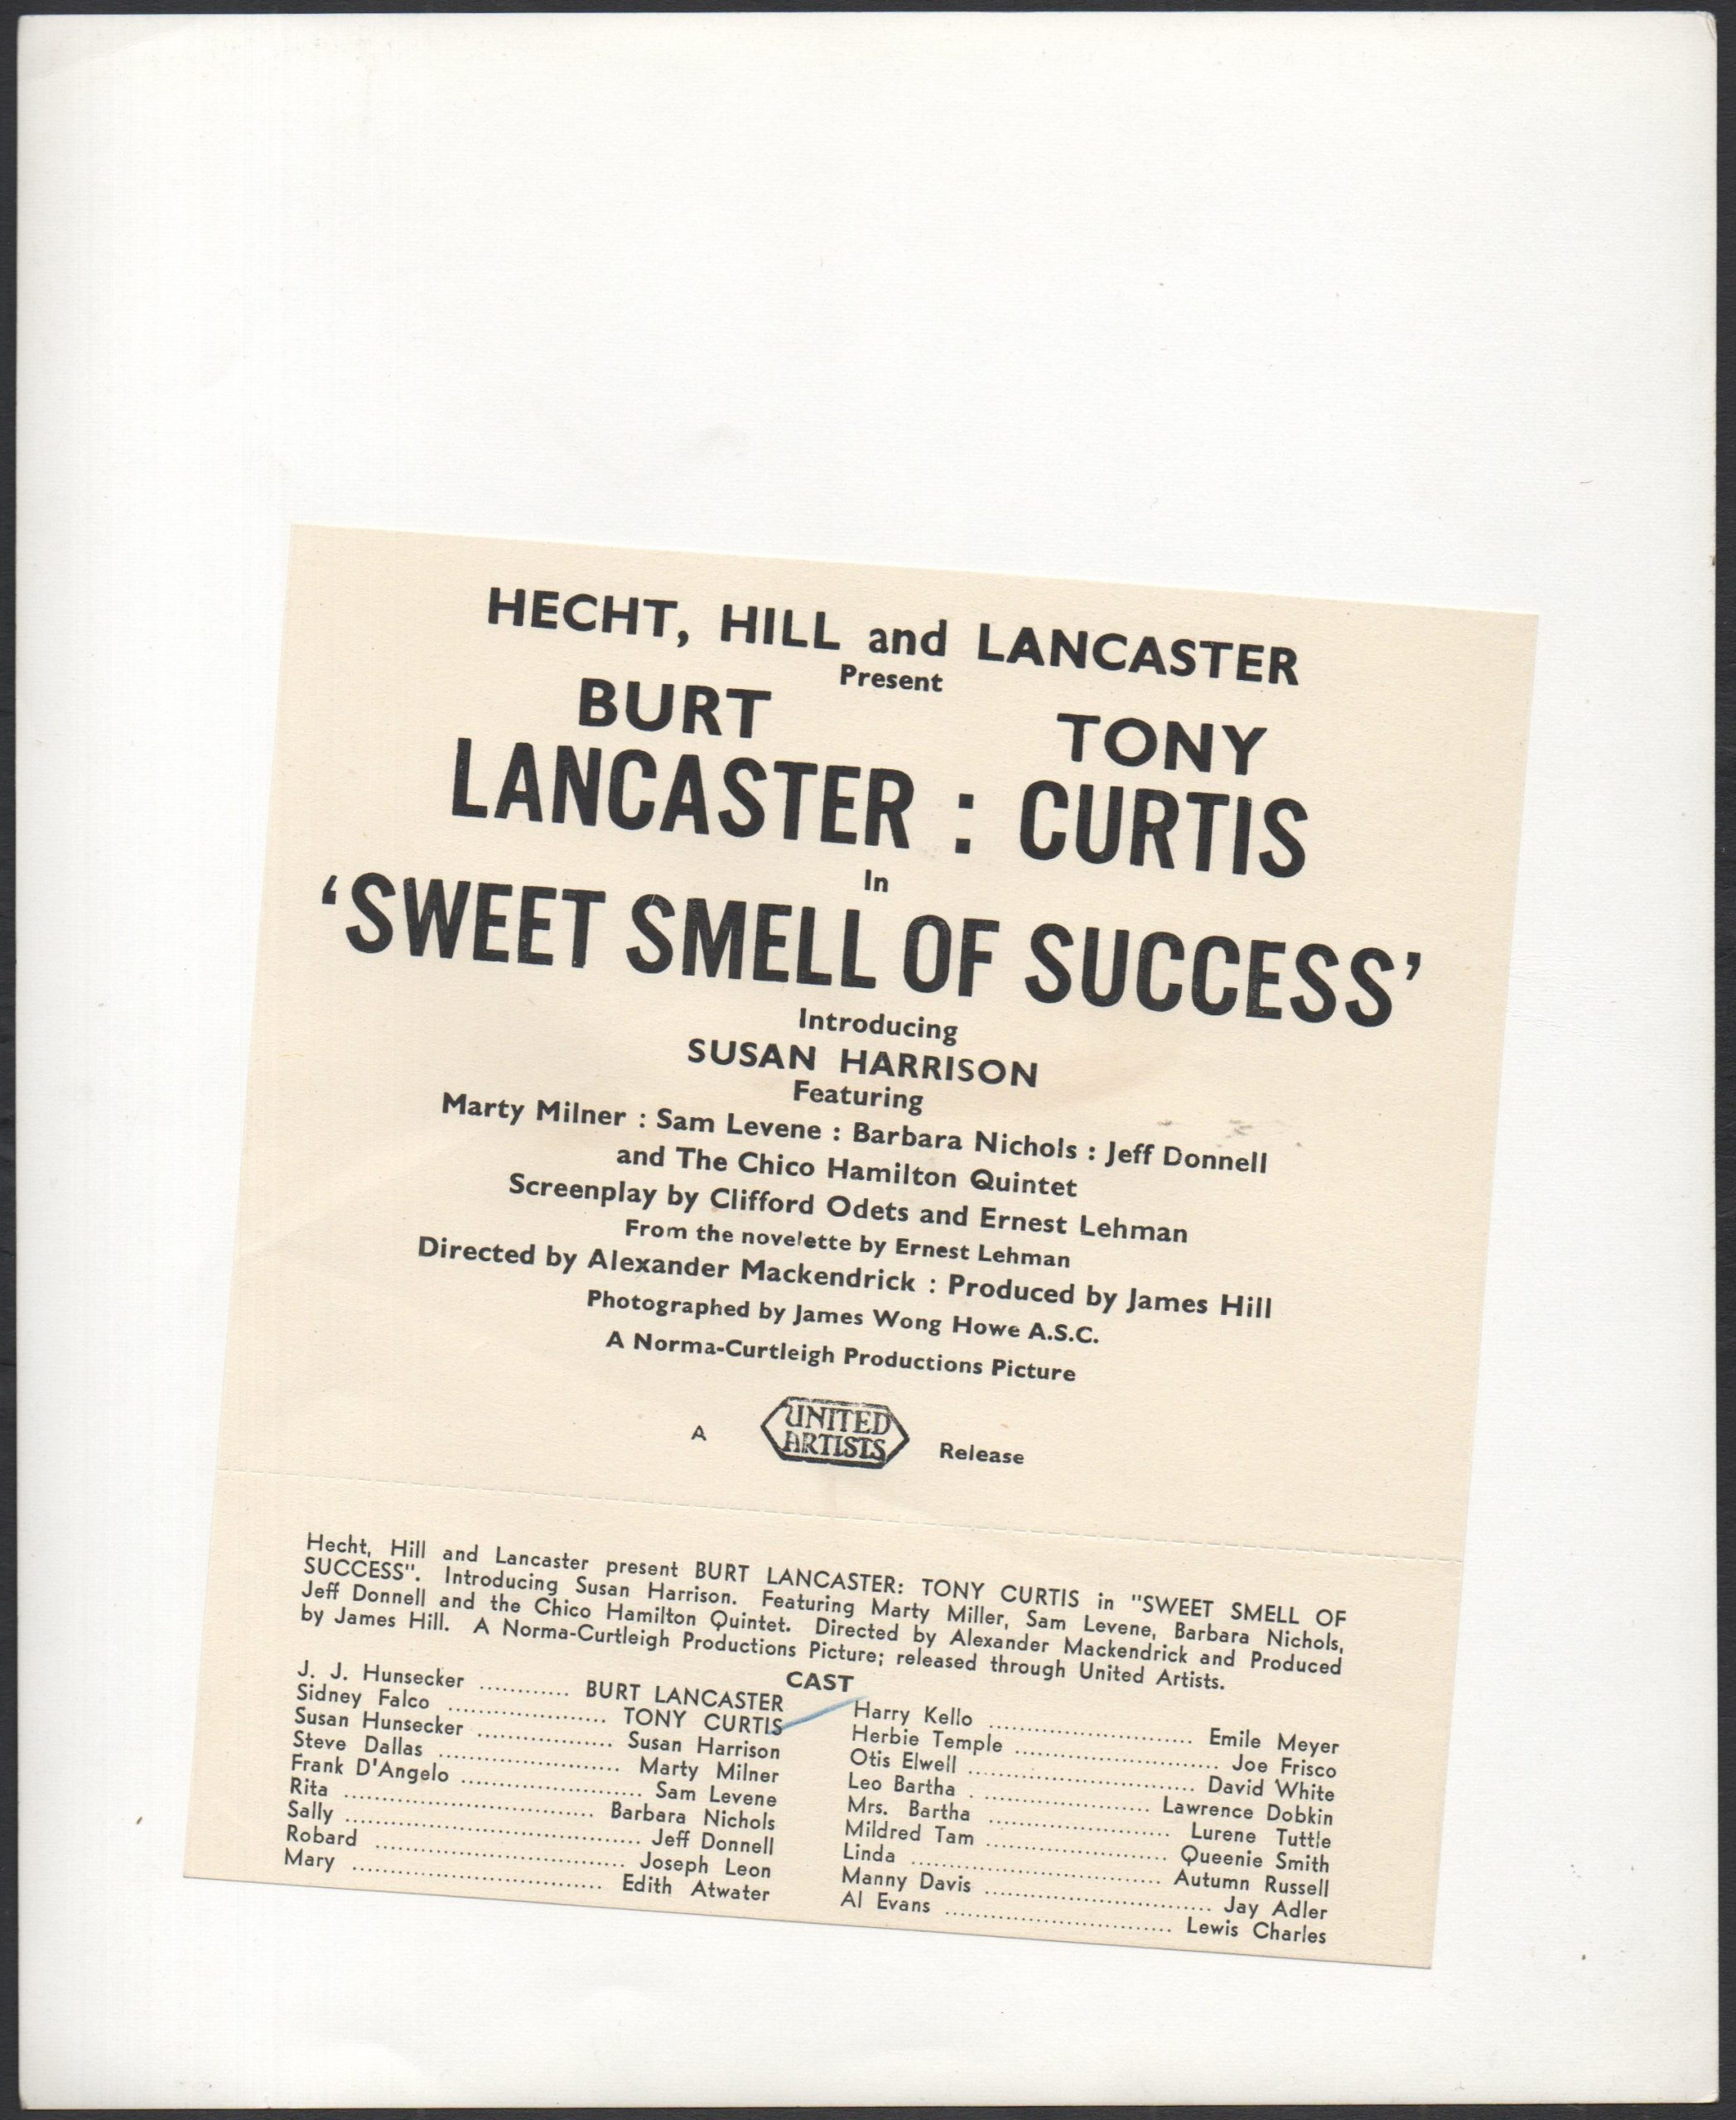 HECHT, HILL and LANCASTER
Present
BURT TONY
LANCASTER : CURTIS
In
‘SWEET SMELL OF SUCCESS’
Introducing
SUSAN HARRISON
Featuring
Marty Milner : Sam Levene : Barbara Nichols : Jeff Donnell
and The Chico Hamilton Quintet
Screenplay by Clifford Odets and Ernest Lehman
From the novelette by Ernest Lehman
Directed by Alexander Mackendrick : Produced by James Hill
Photographed by James Wong Howe A.S.C.
A Norma-Curtleigh Productions Picture
A UNITED ARTISTS Release
Hecht, Hill and Lancaster present BURT LANCASTER: TONY CURTIS in "SWEET SMELL OF
SUCCESS". Introducing Susan Harrison. Featuring Marty Miller, Sam Levene, Barbara Nichols,
Jeff Donnell and the Chico Hamilton Quintet. Directed by Alexander Mackendrick and Produced
by James Hill. A Norma-Curtleigh Productions Picture; released through United Artists.
CAST
J. J. Hunsecker ............ BURT LANCASTER
Sidney Falco ..................... TONY CURTIS
Susan Hunsecker .................. Susan Harrison
Steve Dallas ........................ Marty Milner
Frank D'Angelo ........................ Sam Levene
Rita ................................. Barbara Nichols
Sally ....................................... Jeff Donnell
Robard ................................. Joseph Leon
Mary ................................. Edith Atwater
Harry Kello ........................... Emile Meyer
Herbie Temple ........................... Joe Frisco
Otis Elwell .............................. David White
Leo Bartha ........................ Lawrence Dobkin
Mrs. Bartha ........................ Lurene Tuttle
Mildred Tam ........................ Queenie Smith
Linda ................................. Autumn Russell
Manny Davis .............................. Jay Adler
Al Evans .............................. Lewis Charles